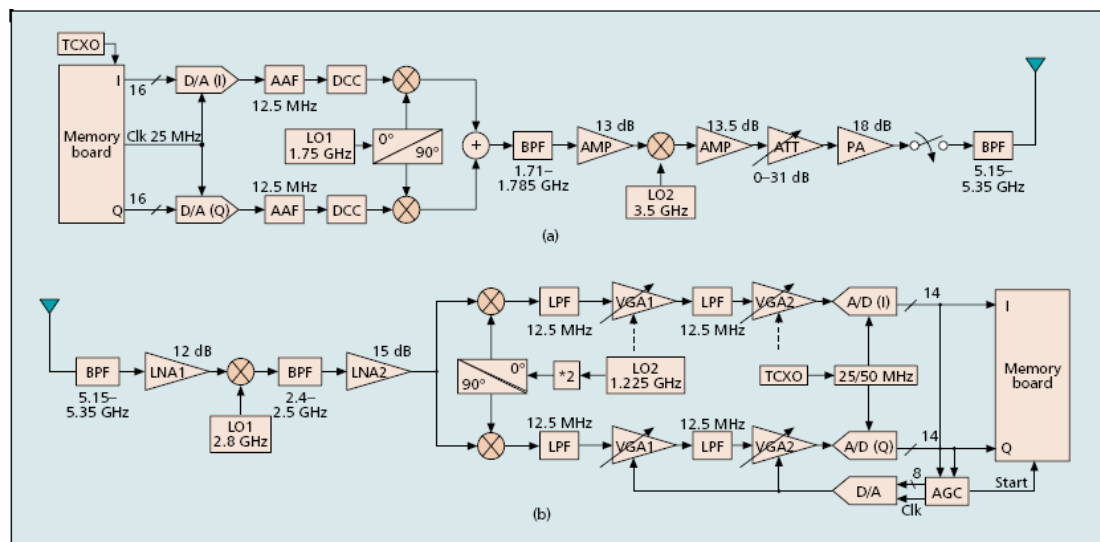 TCXO
Memory board
I
Q
16
16
Clk 25 MHz
D/A (I)
D/A (Q)
AAF
12.5 MHz
DCC
12.5 MHz
AAF
DCC
LO1
1.75 GHz
0°
90°
+
BPF
1.71–
1.785 GHz
13 dB
AMP
LO2
3.5 GHz
13.5 dB
AMP
ATT
0–31 dB
18 dB
PA
BPF
5.15–
5.35 GHz
(a)
BPF
5.15–
5.35 GHz
12 dB
LNA1
LO1
2.8 GHz
BPF
2.4–
2.5 GHz
15 dB
LNA2
90°
0°
*2
LO2
1.225 GHz
LPF
12.5 MHz
VGA1
LPF
12.5 MHz
VGA2
A/D (I)
14
TCXO
25/50 MHz
LPF
12.5 MHz
VGA1
LPF
12.5 MHz
VGA2
A/D (Q)
14
I
Memory
board
Q
D/A
8
Clk
AGC
Start
(b)